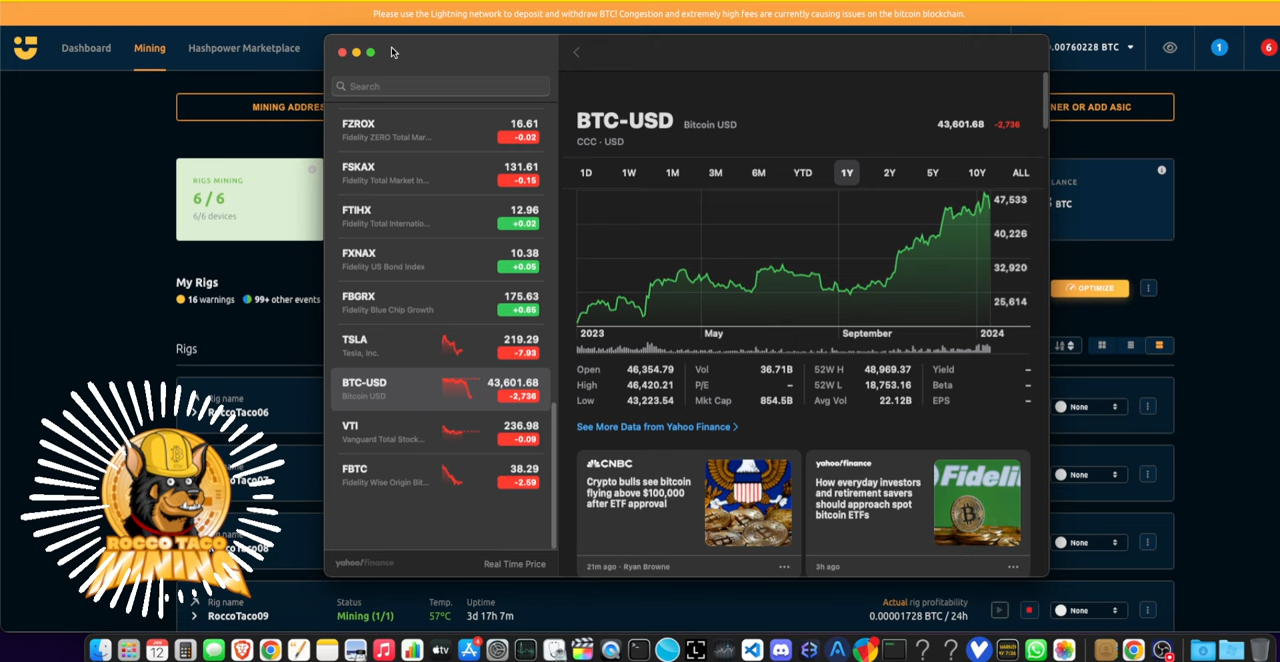 Please use the Lightning network to deposit and withdraw BTC! Congestion and extremely high fees are currently causing issues on the bitcoin blockchain.
Dashboard Mining Hashpower Marketplace
.00760228 BTC
1
6
MINING ADDRE
NER OR ADD ASIC
RIGS MINING
6 / 6
6/6 devices
LANCE
BTC
My Rigs
16 warnings 99+ other events
OPTIMIZE
Rigs
Search
FZROX 16.61
Fidelity ZERO Total Mar... -0.02
FSKAX 131.61
Fidelity Total Market In... -0.15
FTIHX 12.96
Fidelity Total Internatio... +0.02
FXNAX 10.38
Fidelity US Bond Index +0.05
FBGRX 175.63
Fidelity Blue Chip Growth +0.65
TSLA 219.29
Tesla, Inc. -7.93
BTC-USD 43,601.68
Bitcoin USD -2,736
VTI 236.98
Vanguard Total Stock... -0.09
FBTC 38.29
Fidelity Wise Origin Bit... -2.59
yahoo/finance Real Time Price
BTC-USD Bitcoin USD 43,601.68 -2,736
CCC · USD
1D 1W 1M 3M 6M YTD 1Y 2Y 5Y 10Y ALL
47,533
40,226
32,920
25,614
2023 May September 2024
Open 46,354.79 Vol 36.71B 52W H 48,969.37 Yield –
High 46,420.21 P/E – 52W L 18,753.16 Beta –
Low 43,223.54 Mkt Cap 854.5B Avg Vol 22.12B EPS –
See More Data from Yahoo Finance >
CNBC
Crypto bulls see bitcoin
flying above $100,000
after ETF approval
21m ago · Ryan Browne
yahoo/finance
How everyday investors
and retirement savers
should approach spot
bitcoin ETFs
Fideli
3h ago
Rig name
RoccoTaco06
None
None
name
coTaco08
None
ROCCO TACO
MINING
Rig name
RoccoTaco09
Status
Mining (1/1)
Temp.
57°C
Uptime
3d 17h 7m
Actual rig profitability
0.00001728 BTC / 24h
None
12
tv
4